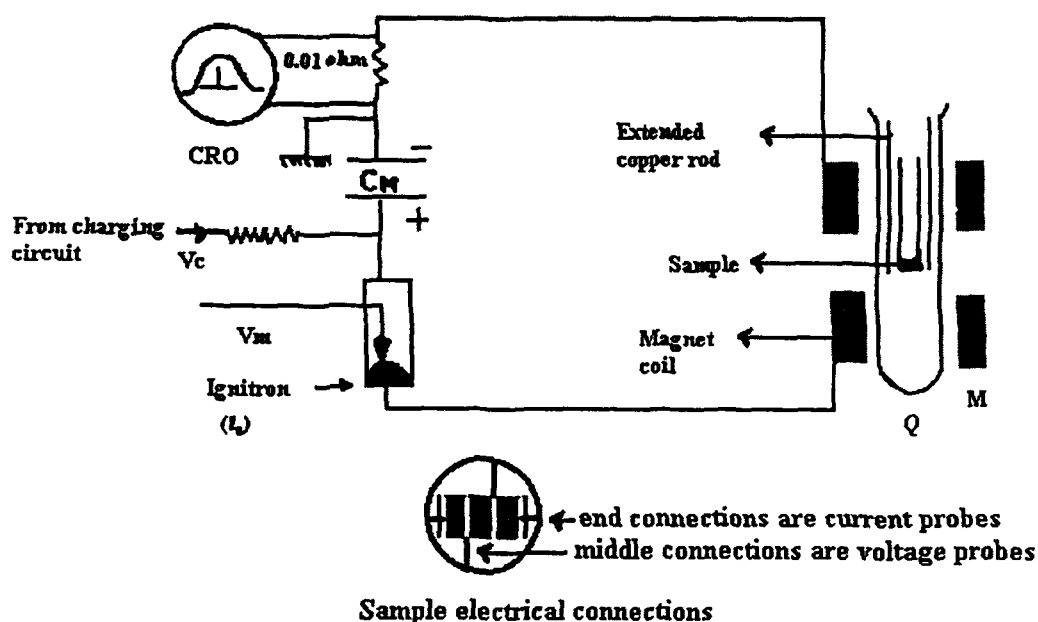 0.01 ohm
CRO
−
CM
+
From charging
circuit
Vc
Vm
Ignitron
Extended
copper rod
Sample
Magnet
coil
M
Q
end connections are current probes
middle connections are voltage probes
Sample electrical connections